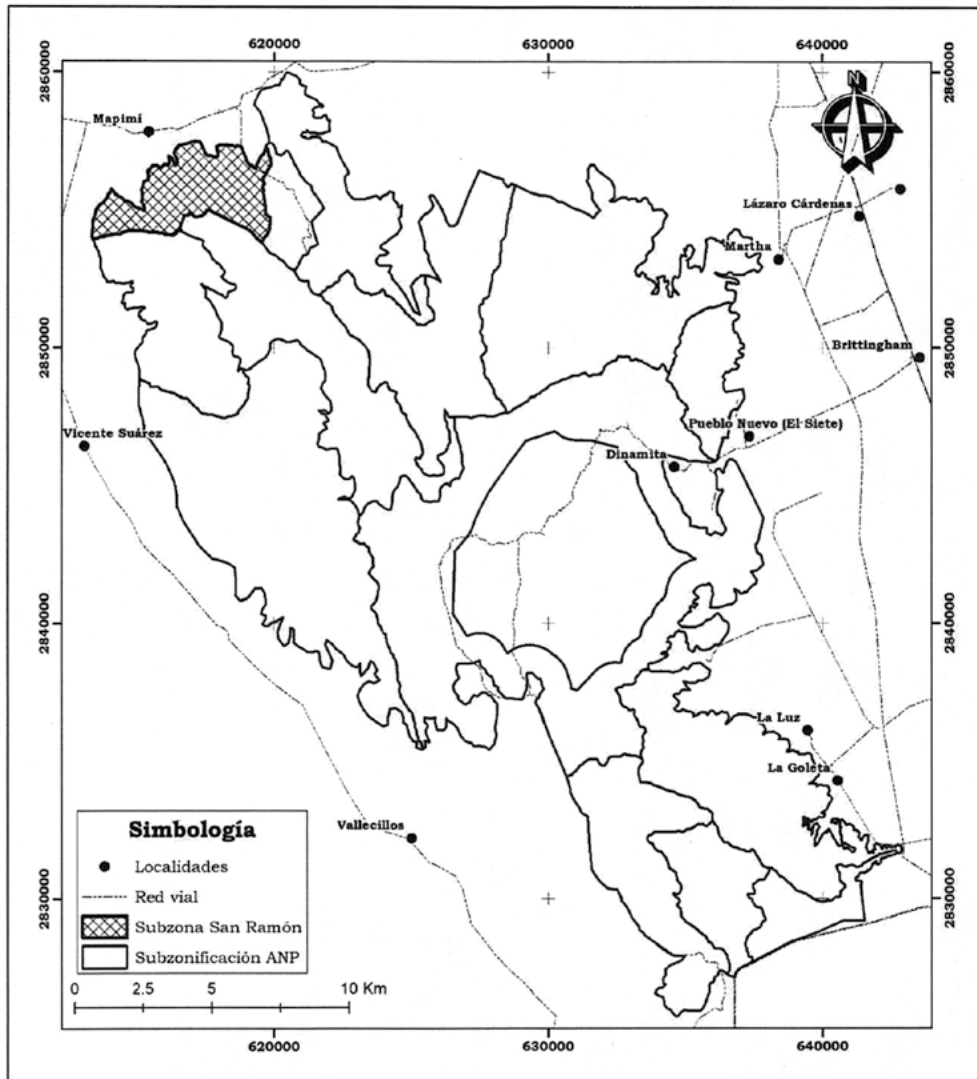 620000
630000
640000
2860000
2860000
N
Mapimí
Lázaro Cárdenas
Martha
2850000
2850000
Brittingham
Pueblo Nuevo (El Siete)
Vicente Suárez
Dinamita
2840000
2840000
La Luz
La Goleta
Vallecillos
2830000
2830000
Simbología
Localidades
Red vial
Subzona San Ramón
Subzonificación ANP
0 2.5 5 10 Km
620000
630000
640000